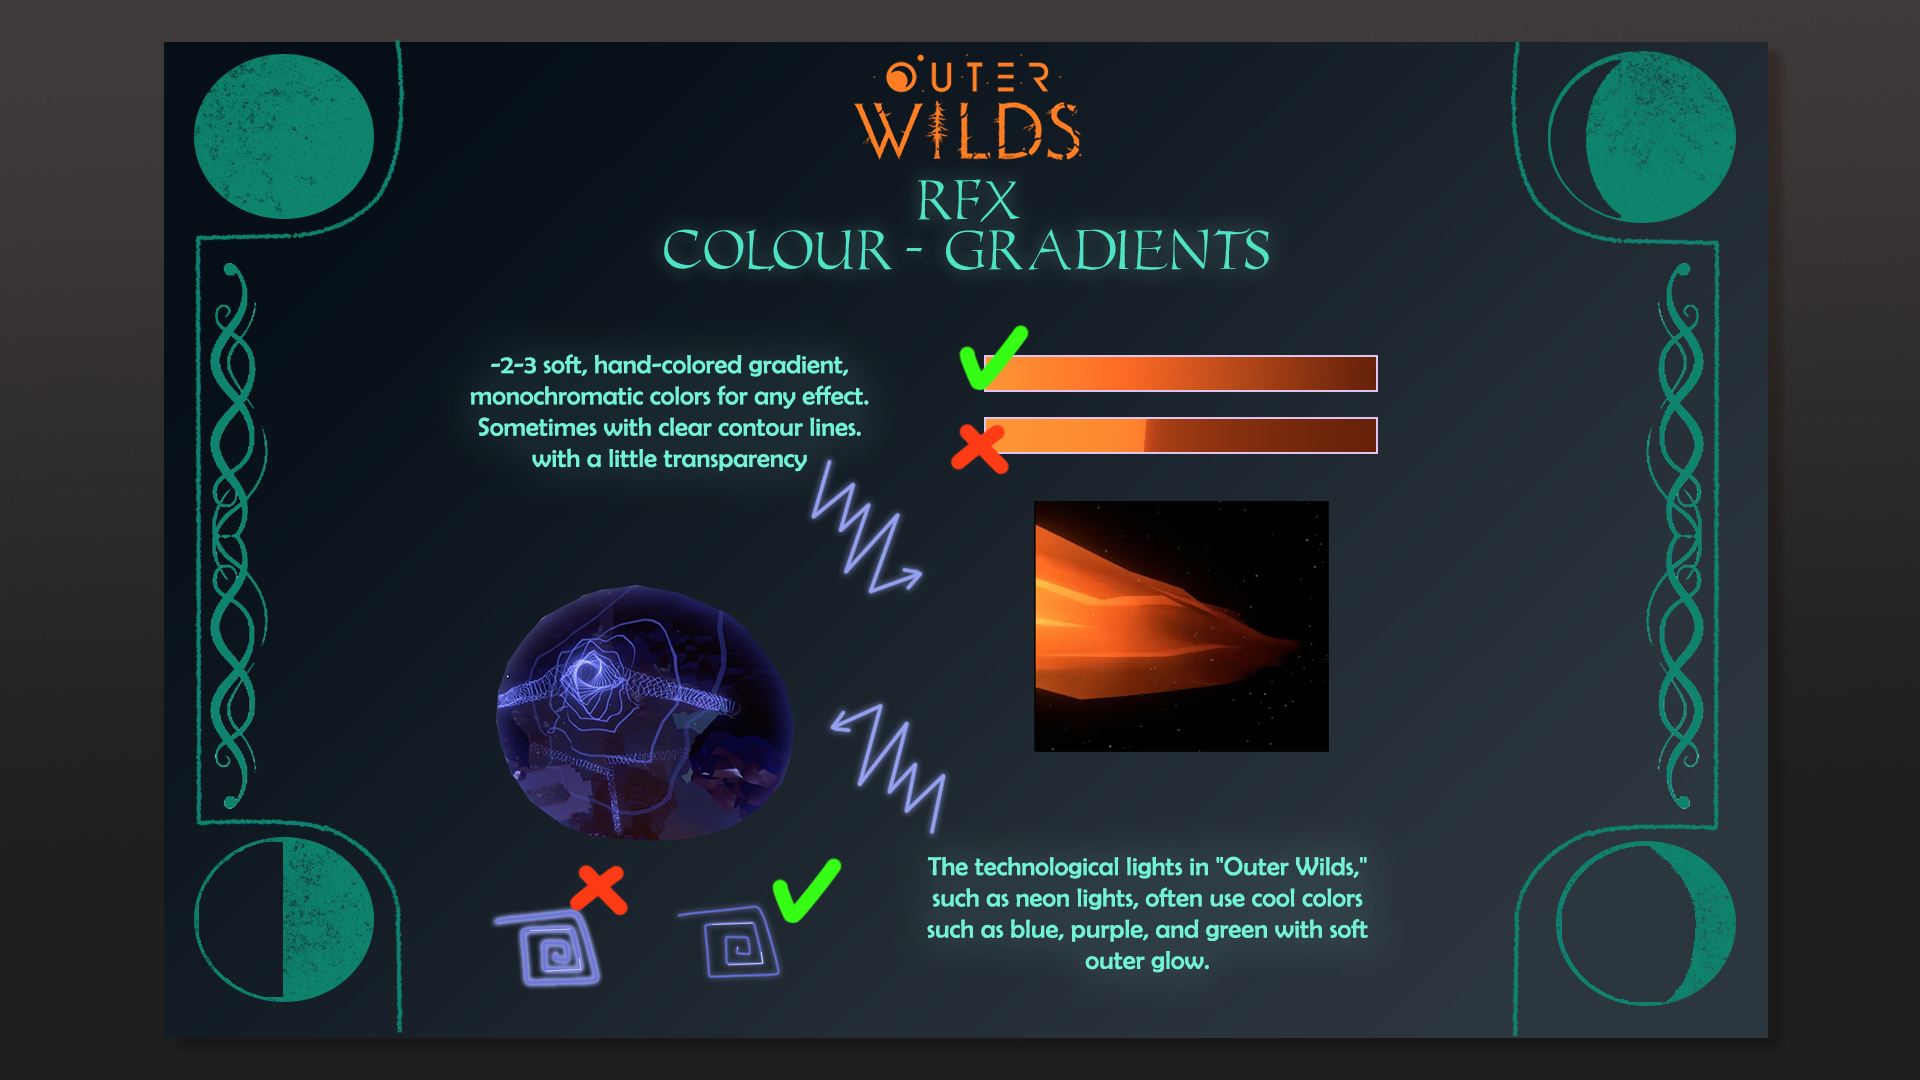 OUTER
WILDS
RFX
COLOUR - GRADIENTS
-2-3 soft, hand-colored gradient,
monochromatic colors for any effect.
Sometimes with clear contour lines.
with a little transparency
The technological lights in "Outer Wilds,"
such as neon lights, often use cool colors
such as blue, purple, and green with soft
outer glow.